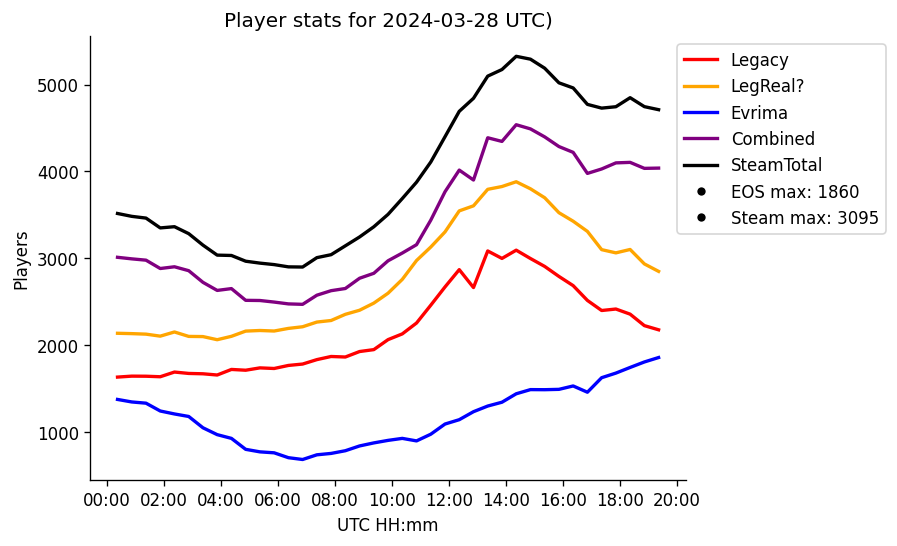 Player stats for 2024-03-28 UTC)
Legacy
LegReal?
Evrima
Combined
SteamTotal
EOS max: 1860
Steam max: 3095
Players
5000
4000
3000
2000
1000
00:00 02:00 04:00 06:00 08:00 10:00 12:00 14:00 16:00 18:00 20:00
UTC HH:mm